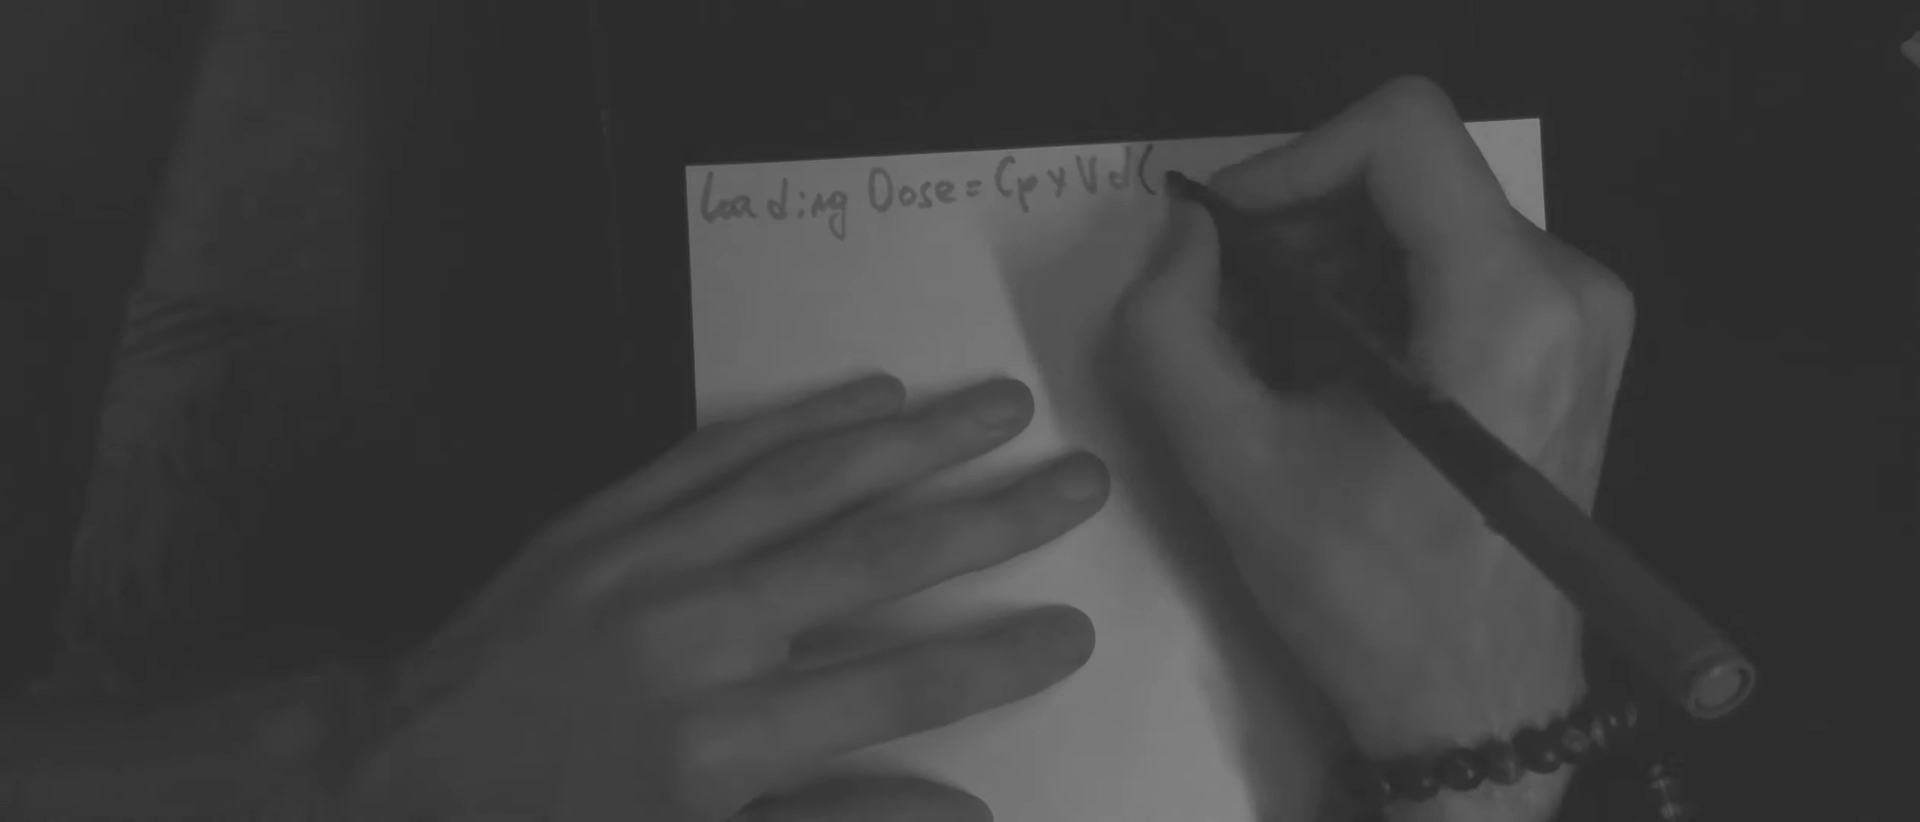 Loading Dose = Cp x Vd (